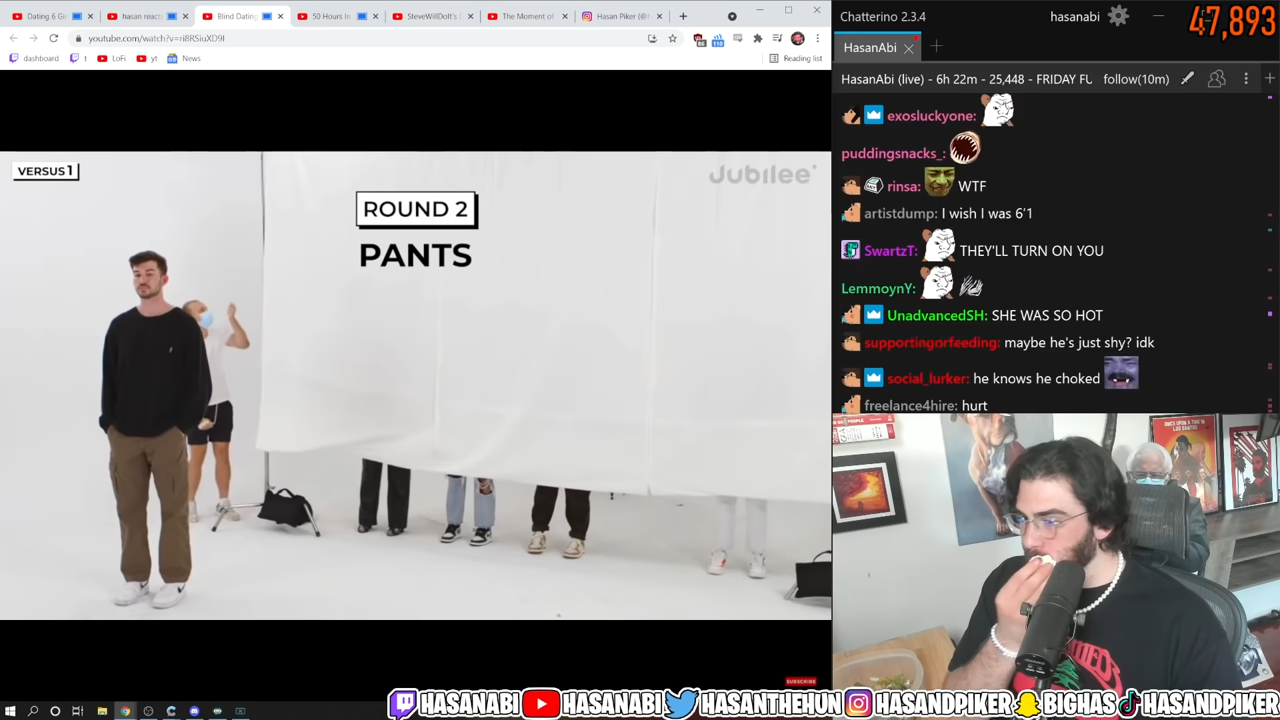 Dating 6 Gi
hasan react
Blind Dating
50 Hours In
SteveWillDoIt's
The Moment of
Hasan Piker (@
youtube.com/watch?v=ri8RSiuXD9I
dashboard
t
LoFi
yt
News
Reading list
VERSUS 1
Jubilee
ROUND 2
PANTS
SUBSCRIBE
Chatterino 2.3.4
hasanabi
47,893
HasanAbi
HasanAbi (live) - 6h 22m - 25,448 - FRIDAY FU
follow(10m)
exosluckyone:
puddingsnacks_:
rinsa: WTF
artistdump: I wish I was 6'1
SwartzT: THEY'LL TURN ON YOU
LemmoynY:
UnadvancedSH: SHE WAS SO HOT
supportingorfeeding: maybe he's just shy? idk
social_lurker: he knows he choked
freelance4hire: hurt
HASANABI
HASANABI
HASANTHEHUN
HASANDPIKER
BIGHAS
HASANDPIKER